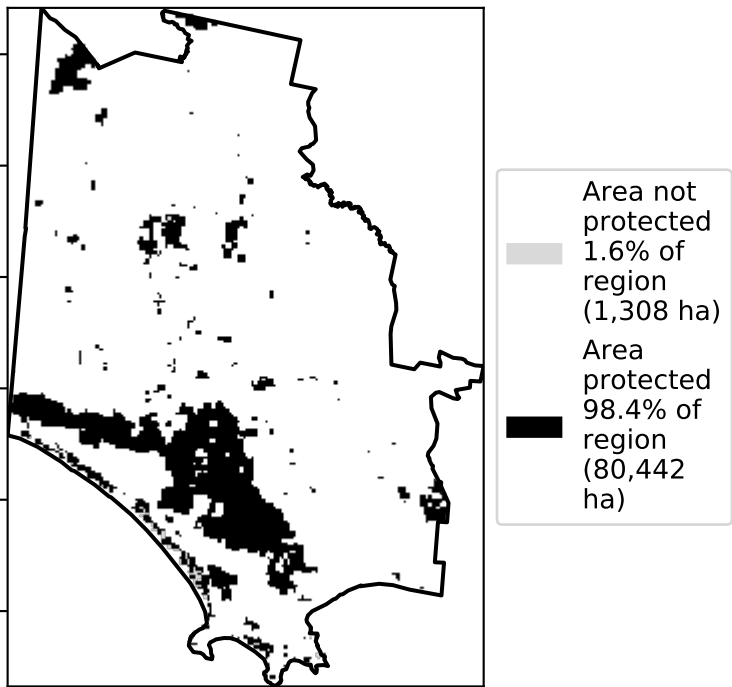 Area not
protected
1.6% of
region
(1,308 ha)
Area
protected
98.4% of
region
(80,442
ha)